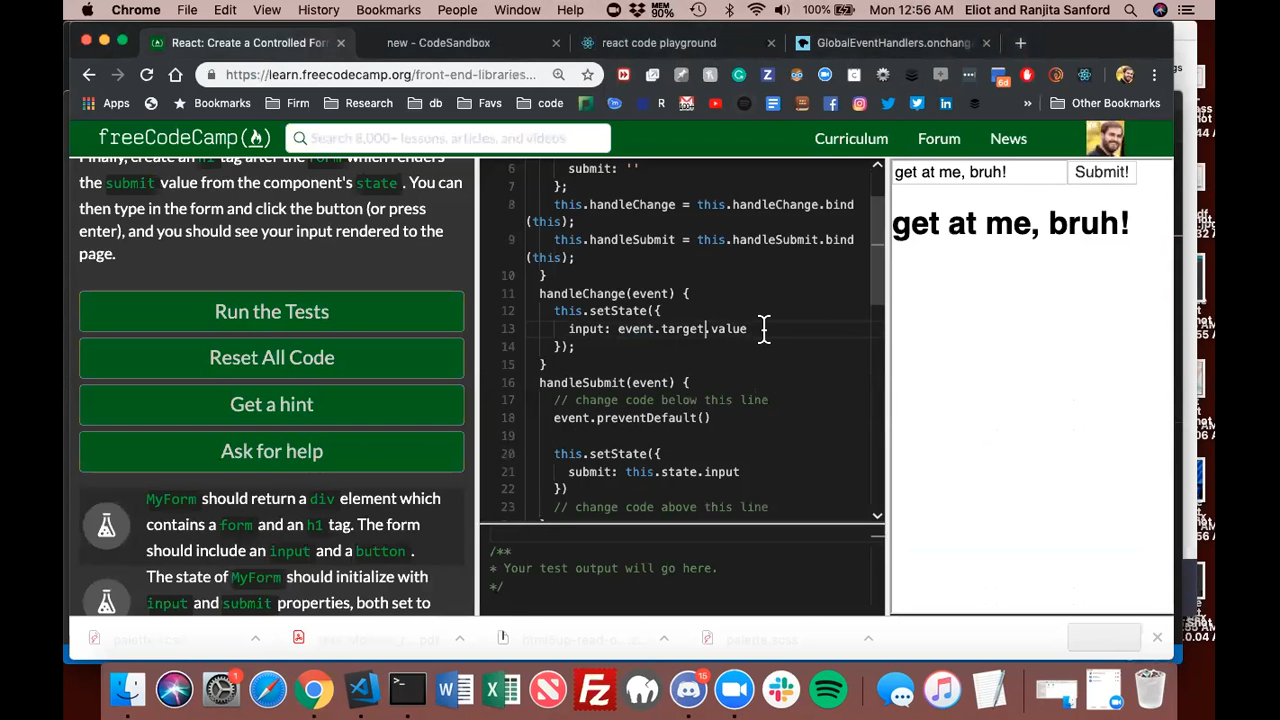 Chrome File Edit View History Bookmarks People Window Help MEM 90% 100% Mon 12:56 AM Eliot and Ranjita Sanford
React: Create a Controlled For new - CodeSandbox react code playground GlobalEventHandlers.onchang
https://learn.freecodecamp.org/front-end-libraries...
Apps Bookmarks Firm Research db Favs code R Other Bookmarks
freeCodeCamp Search 8,000+ lessons, articles, and videos Curriculum Forum News
Finally, create an h1 tag after the form which renders
the submit value from the component's state . You can
then type in the form and click the button (or press
enter), and you should see your input rendered to the
page.
Run the Tests
Reset All Code
Get a hint
Ask for help
MyForm should return a div element which
contains a form and an h1 tag. The form
should include an input and a button .
The state of MyForm should initialize with
input and submit properties, both set to
6 submit: ''
7 };
8 this.handleChange = this.handleChange.bind
(this);
9 this.handleSubmit = this.handleSubmit.bind
(this);
10 }
11 handleChange(event) {
12 this.setState({
13 input: event.target.value
14 });
15 }
16 handleSubmit(event) {
17 // change code below this line
18 event.preventDefault()
19
20 this.setState({
21 submit: this.state.input
22 })
23 // change code above this line
/**
* Your test output will go here.
*/
get at me, bruh! Submit!
get at me, bruh!